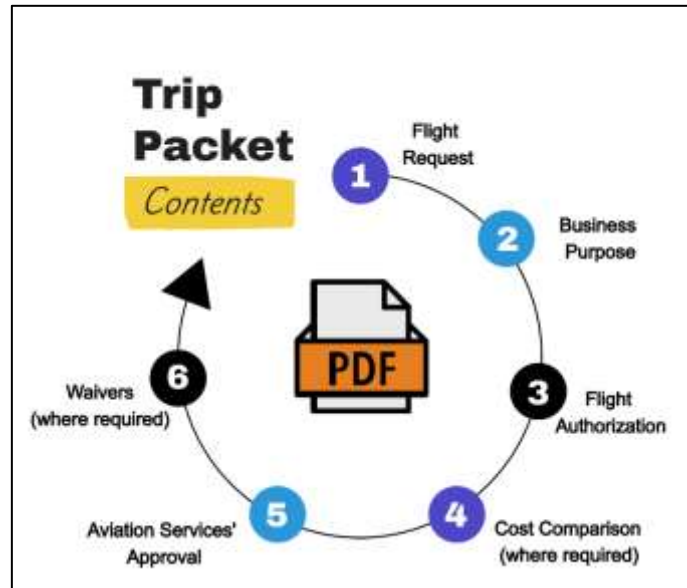 Trip
Packet
Contents
1
Flight
Request
2
Business
Purpose
3
Flight
Authorization
4
Cost Comparison
(where required)
5
Aviation Services'
Approval
6
Waivers
(where required)
PDF